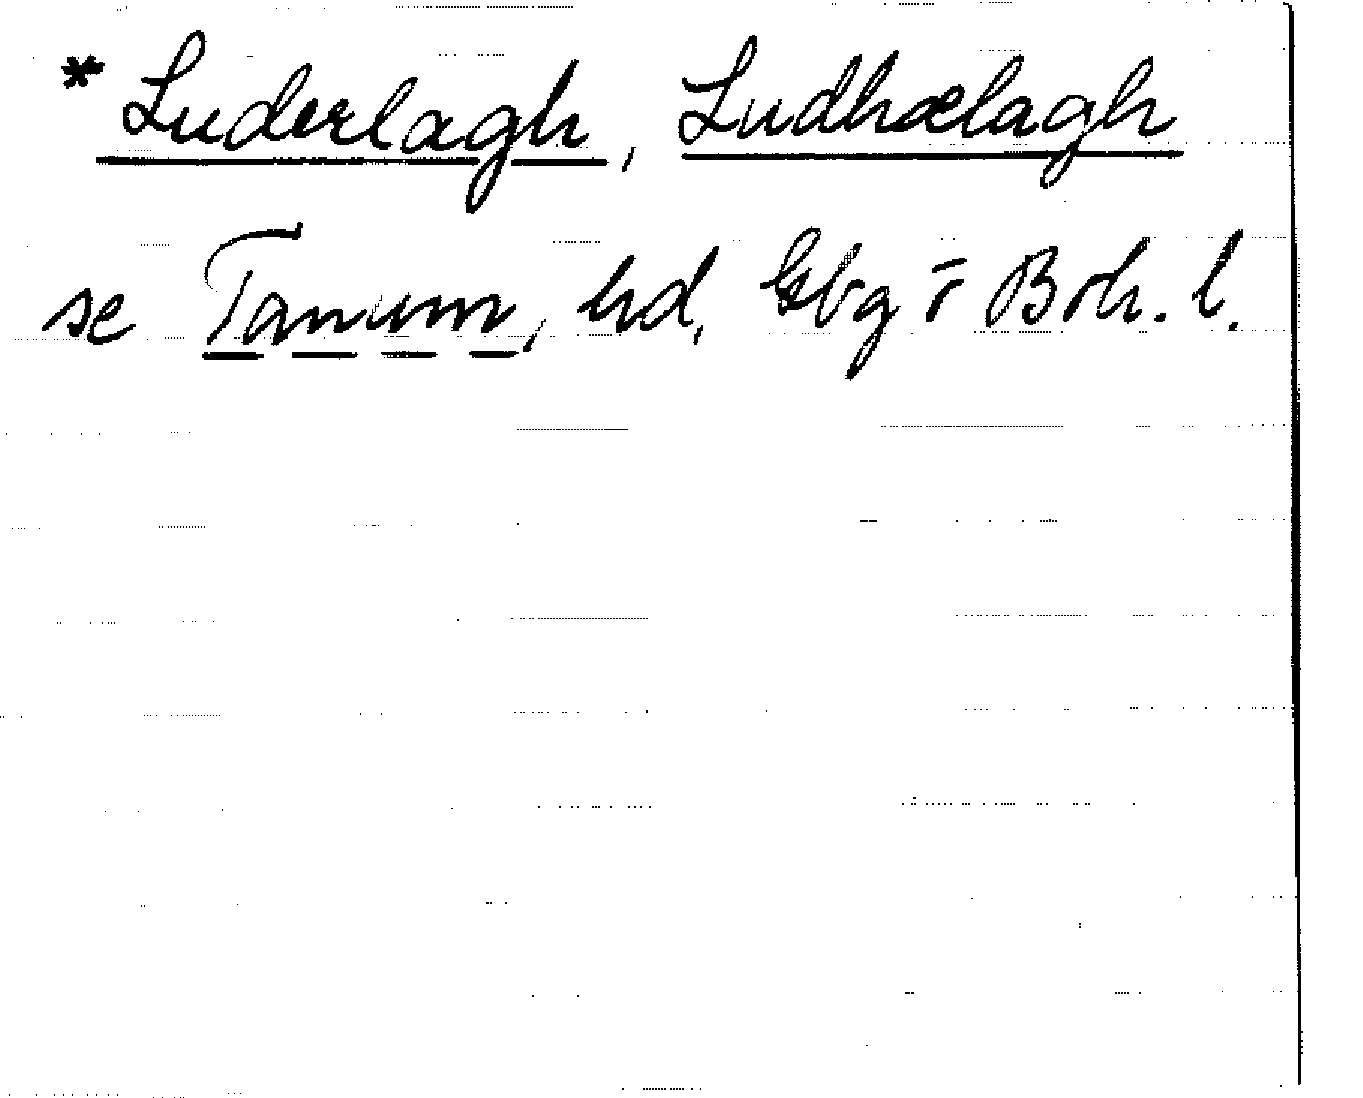 * Luderlagh, Ludhælagh
se Tanum, hd, Gbg o Boh. l.